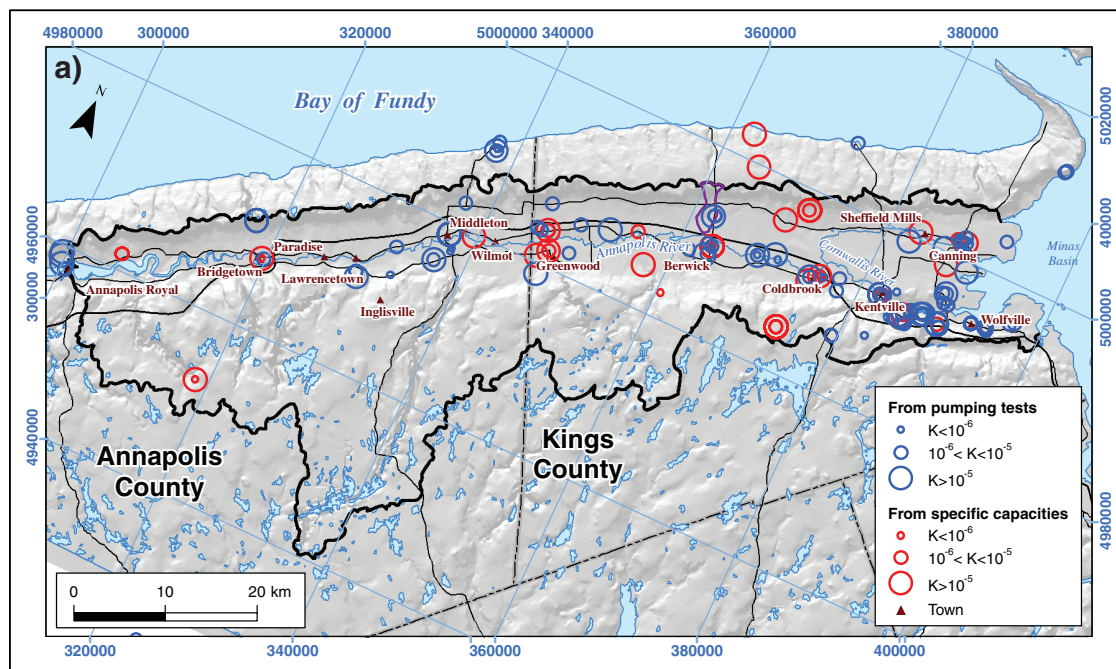 4980000
300000
320000
5000000
340000
360000
380000
a)
N
Bay of Fundy
5020000
4960000
Middleton
Sheffield Mills
400000
Paradise
Annapolis River
Minas
Basin
Bridgetown
Wilmot
Greenwood
Cornwallis River
Canning
Annapolis Royal
Lawrencetown
Berwick
Coldbrook
Kentville
300000
Inglisville
Wolfville
5000000
From pumping tests
K<10-6
10-6< K<10-5
K>10-5
From specific capacities
K<10-6
10-6< K<10-5
K>10-5
Town
Annapolis
County
Kings
County
4940000
4980000
0 10 20 km
320000
340000
360000
380000
400000